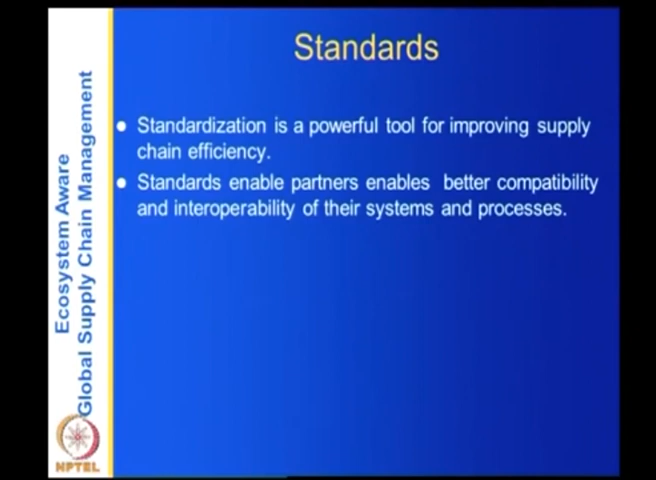 Standards
Standardization is a powerful tool for improving supply
chain efficiency.
Standards enable partners enables better compatibility
and interoperability of their systems and processes.
Ecosystem Aware
Global Supply Chain Management
NPTEL